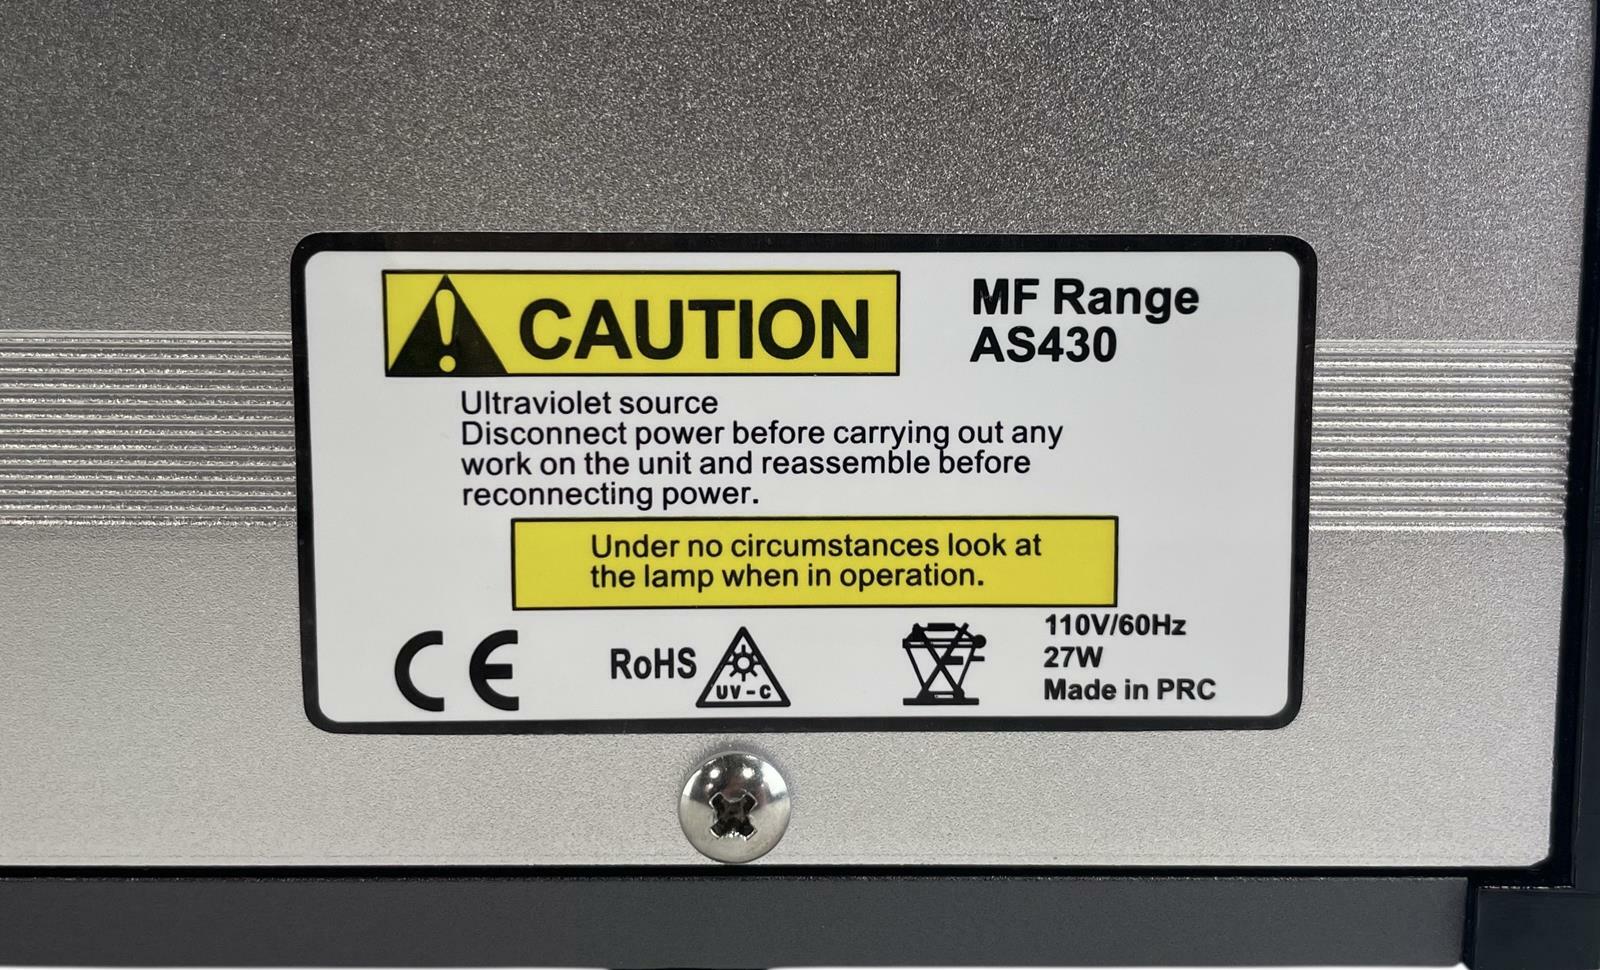 CAUTION
MF Range
AS430
Ultraviolet source
Disconnect power before carrying out any
work on the unit and reassemble before
reconnecting power.
Under no circumstances look at
the lamp when in operation.
CE
RoHS
UV-C
110V/60Hz
27W
Made in PRC